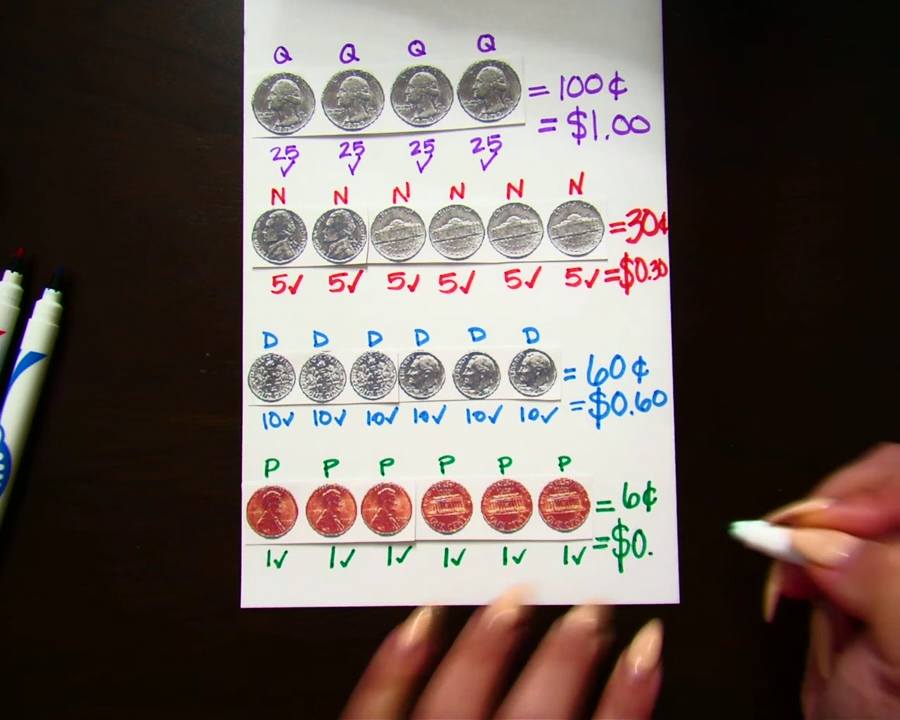 Q Q Q Q
= 100¢
= $1.00
25✓ 25✓ 25✓ 25✓
N N N N N N
=30¢
5✓ 5✓ 5✓ 5✓ 5✓ 5✓ =$0.30
D D D D D D
= 60¢
10✓ 10✓ 10✓ 10✓ 10✓ 10✓ =$0.60
P P P P P P
= 6¢
1✓ 1✓ 1✓ 1✓ 1✓ 1✓ =$0.